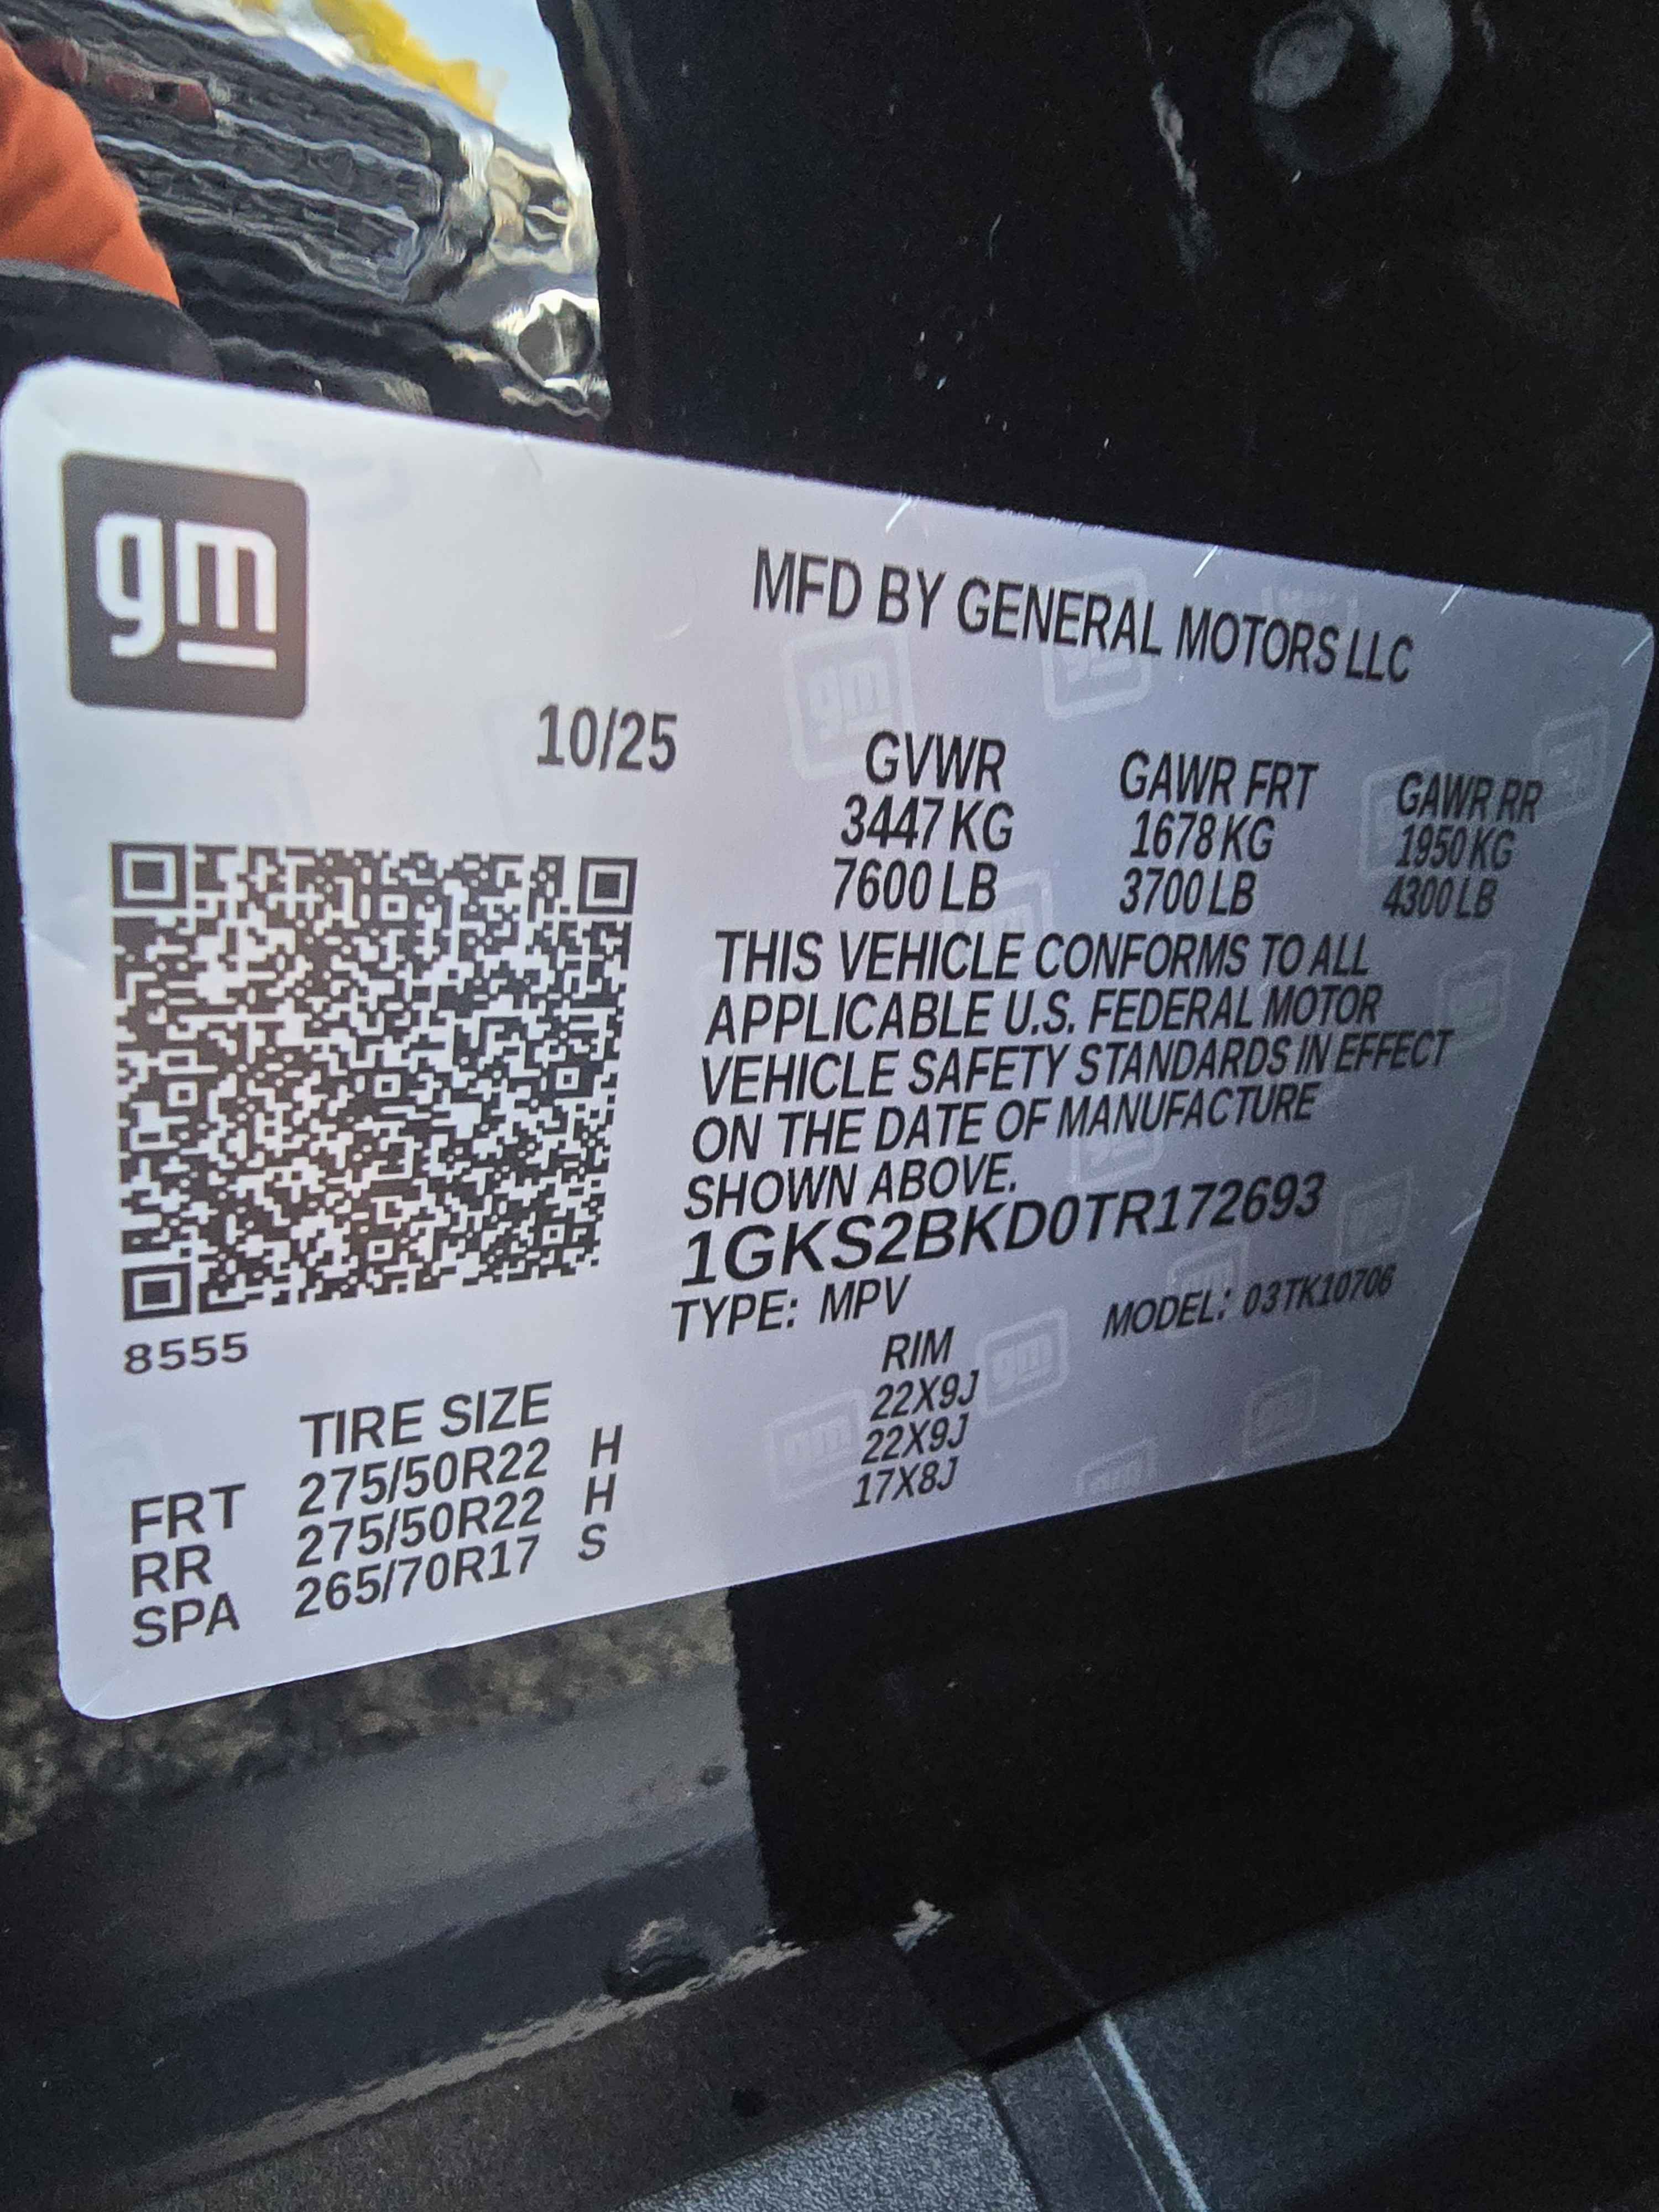 gm
MFD BY GENERAL MOTORS LLC
10/25
GVWR GAWR FRT GAWR RR
3447 KG 1678 KG 1950 KG
7600 LB 3700 LB 4300 LB
THIS VEHICLE CONFORMS TO ALL
APPLICABLE U.S. FEDERAL MOTOR
VEHICLE SAFETY STANDARDS IN EFFECT
ON THE DATE OF MANUFACTURE
SHOWN ABOVE.
1GKS2BKD0TR172693
TYPE: MPV MODEL: 03TK10706
8555
TIRE SIZE RIM
FRT 275/50R22 H 22X9J
RR 275/50R22 H 22X9J
SPA 265/70R17 S 17X8J